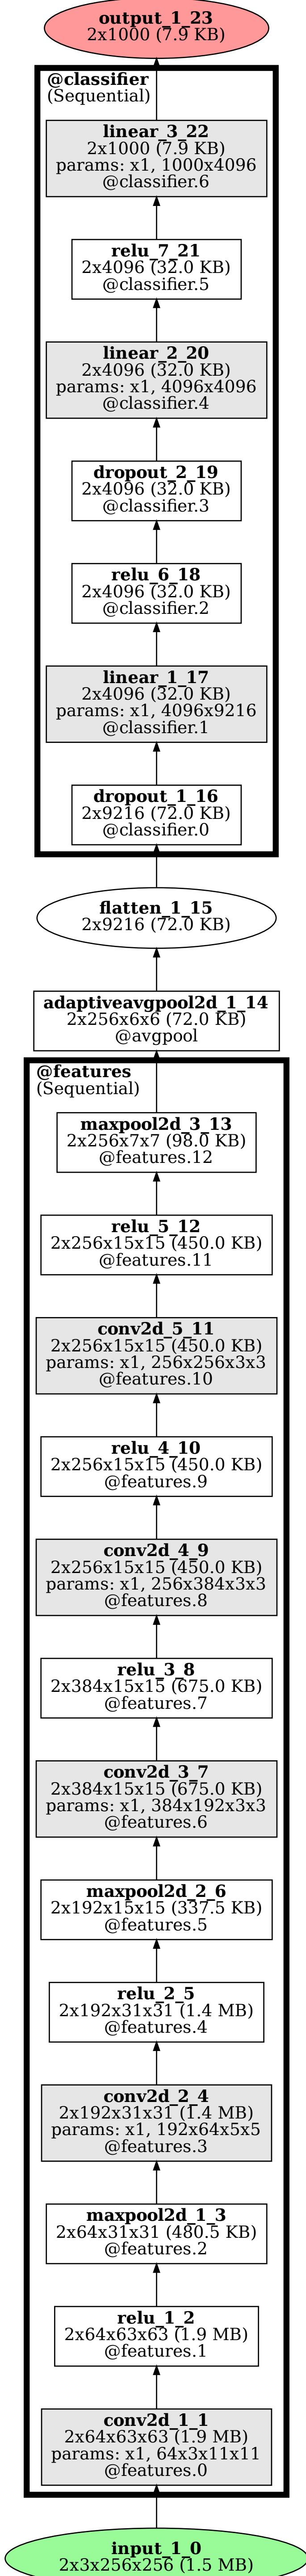 output_1_23
2x1000 (7.9 KB)
@classifier
(Sequential)
linear_3_22
2x1000 (7.9 KB)
params: x1, 1000x4096
@classifier.6
relu_7_21
2x4096 (32.0 KB)
@classifier.5
linear_2_20
2x4096 (32.0 KB)
params: x1, 4096x4096
@classifier.4
dropout_2_19
2x4096 (32.0 KB)
@classifier.3
relu_6_18
2x4096 (32.0 KB)
@classifier.2
linear_1_17
2x4096 (32.0 KB)
params: x1, 4096x9216
@classifier.1
dropout_1_16
2x9216 (72.0 KB)
@classifier.0
flatten_1_15
2x9216 (72.0 KB)
adaptiveavgpool2d_1_14
2x256x6x6 (72.0 KB)
@avgpool
@features
(Sequential)
maxpool2d_3_13
2x256x7x7 (98.0 KB)
@features.12
relu_5_12
2x256x15x15 (450.0 KB)
@features.11
conv2d_5_11
2x256x15x15 (450.0 KB)
params: x1, 256x256x3x3
@features.10
relu_4_10
2x256x15x15 (450.0 KB)
@features.9
conv2d_4_9
2x256x15x15 (450.0 KB)
params: x1, 256x384x3x3
@features.8
relu_3_8
2x384x15x15 (675.0 KB)
@features.7
conv2d_3_7
2x384x15x15 (675.0 KB)
params: x1, 384x192x3x3
@features.6
maxpool2d_2_6
2x192x15x15 (337.5 KB)
@features.5
relu_2_5
2x192x31x31 (1.4 MB)
@features.4
conv2d_2_4
2x192x31x31 (1.4 MB)
params: x1, 192x64x5x5
@features.3
maxpool2d_1_3
2x64x31x31 (480.5 KB)
@features.2
relu_1_2
2x64x63x63 (1.9 MB)
@features.1
conv2d_1_1
2x64x63x63 (1.9 MB)
params: x1, 64x3x11x11
@features.0
input_1_0
2x3x256x256 (1.5 MB)